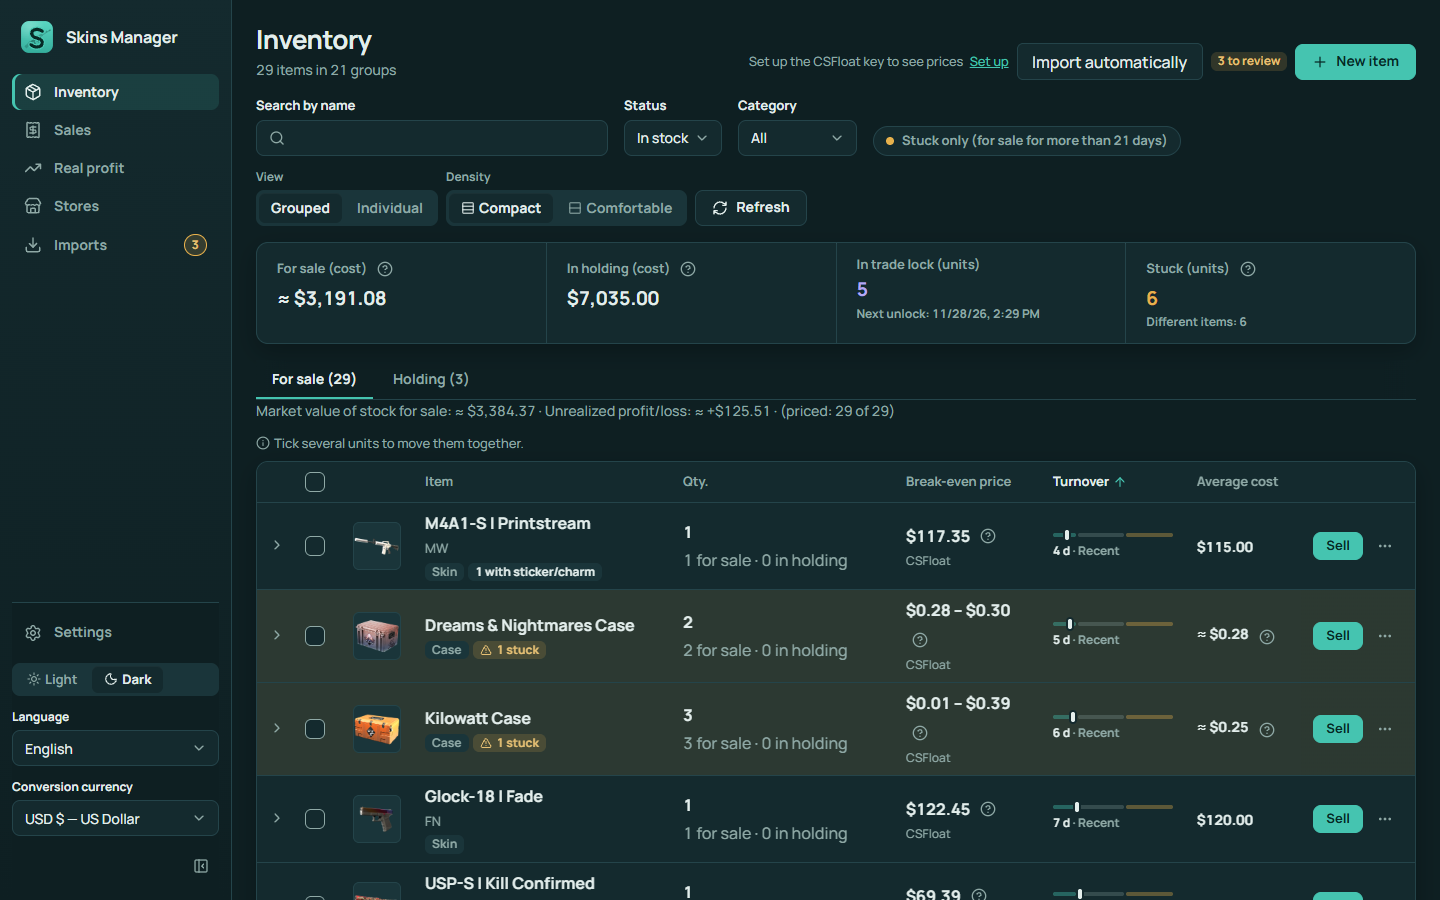 Skins Manager
Inventory
Sales
Real profit
Stores
Imports
3
Settings
Light
Dark
Language
English
Conversion currency
USD $ — US Dollar
Inventory
29 items in 21 groups
Set up the CSFloat key to see prices Set up
Import automatically
3 to review
New item
Search by name
Status
In stock
Category
All
Stuck only (for sale for more than 21 days)
View
Grouped
Individual
Density
Compact
Comfortable
Refresh
For sale (cost)
≈ $3,191.08
In holding (cost)
$7,035.00
In trade lock (units)
5
Next unlock: 11/28/26, 2:29 PM
Stuck (units)
6
Different items: 6
For sale (29)
Holding (3)
Market value of stock for sale: ≈ $3,384.37 · Unrealized profit/loss: ≈ +$125.51 · (priced: 29 of 29)
Tick several units to move them together.
Item
Qty.
Break-even price
Turnover
Average cost
M4A1-S | Printstream
MW
Skin
1 with sticker/charm
1
1 for sale · 0 in holding
$117.35
CSFloat
4 d · Recent
$115.00
Sell
Dreams & Nightmares Case
Case
1 stuck
2
2 for sale · 0 in holding
$0.28 – $0.30
CSFloat
5 d · Recent
≈ $0.28
Sell
Kilowatt Case
Case
1 stuck
3
3 for sale · 0 in holding
$0.01 – $0.39
CSFloat
6 d · Recent
≈ $0.25
Sell
Glock-18 | Fade
FN
Skin
1
1 for sale · 0 in holding
$122.45
CSFloat
7 d · Recent
$120.00
Sell
USP-S | Kill Confirmed
1
$69.39